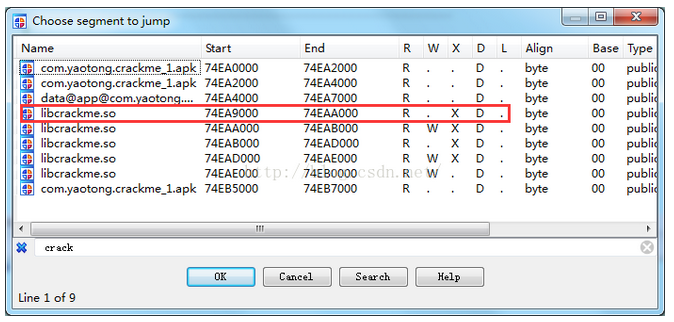 Choose segment to jump
Name Start End R W X D L Align Base Type
com.yaotong.crackme_1.apk 74EA0000 74EA2000 R . . D . byte 00 public
com.yaotong.crackme_1.apk 74EA2000 74EA4000 R . . D . byte 00 public
data@app@com.yaotong.... 74EA4000 74EA7000 R . . D . byte 00 public
libcrackme.so 74EA9000 74EAA000 R . X D . byte 00 public
libcrackme.so 74EAA000 74EAB000 R W X D . byte 00 public
libcrackme.so 74EAB000 74EAD000 R . X D . byte 00 public
libcrackme.so 74EAD000 74EAE000 R W X D . byte 00 public
libcrackme.so 74EAE000 74EB0000 R W . D . byte 00 public
com.yaotong.crackme_1.apk 74EB5000 74EB7000 R . . D . byte 00 public
crack
OK Cancel Search Help
Line 1 of 9